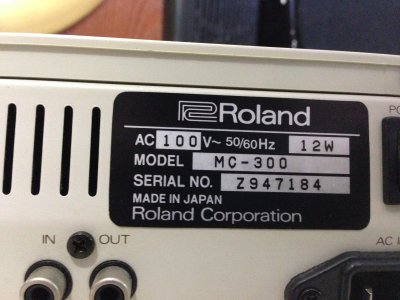 Roland
AC 100 V~ 50/60Hz 12W
MODEL MC-300
SERIAL NO. Z947184
MADE IN JAPAN
Roland Corporation
IN OUT
AC I